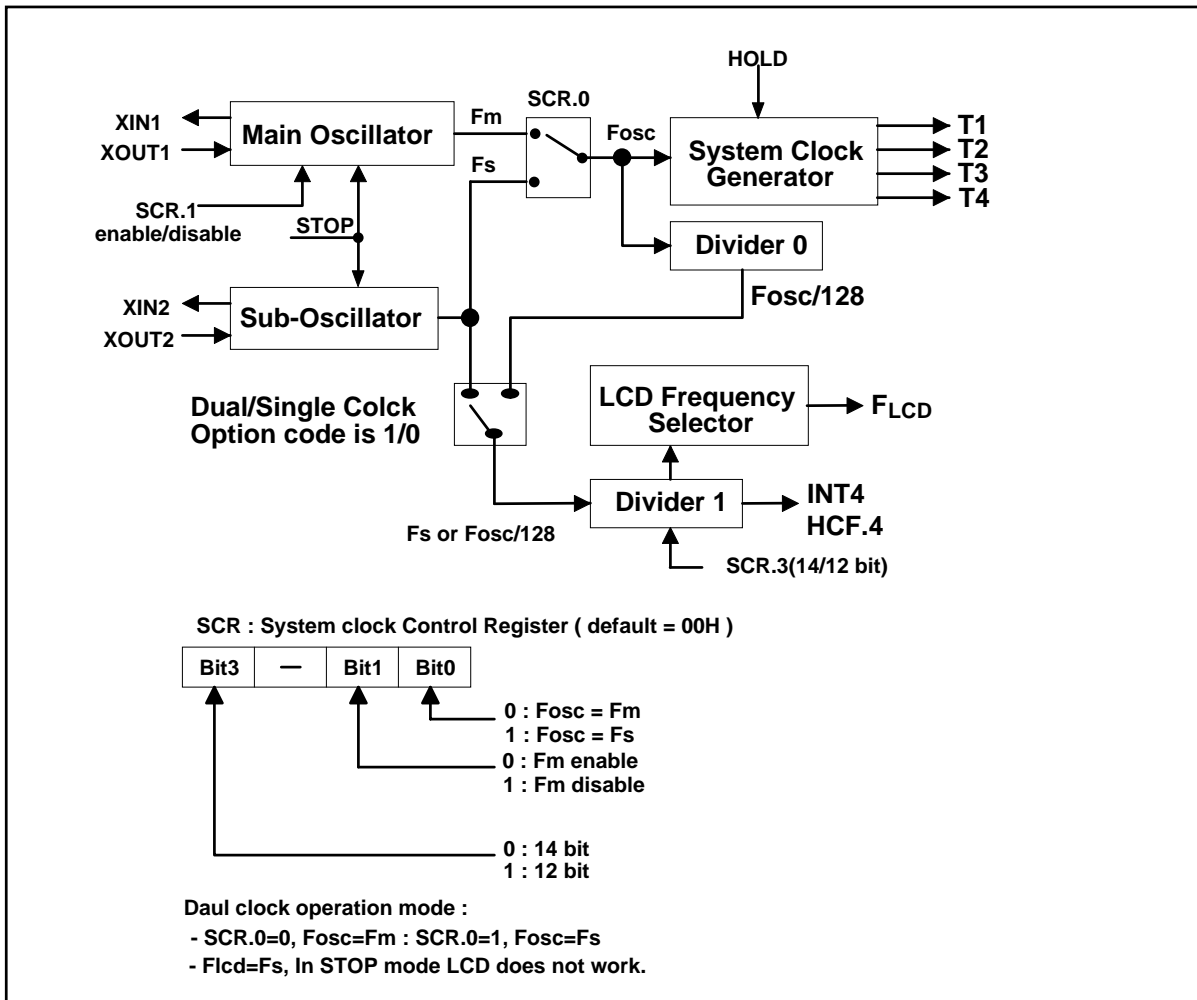 HOLD
SCR.0
XIN1
XOUT1
Main Oscillator
Fm
Fs
Fosc
System Clock
Generator
T1
T2
T3
T4
SCR.1
enable/disable
STOP
Divider 0
Fosc/128
XIN2
XOUT2
Sub-Oscillator
Dual/Single Colck
Option code is 1/0
LCD Frequency
Selector
FLCD
Divider 1
INT4
HCF.4
Fs or Fosc/128
SCR.3(14/12 bit)
SCR : System clock Control Register ( default = 00H )
Bit3 — Bit1 Bit0
0 : Fosc = Fm
1 : Fosc = Fs
0 : Fm enable
1 : Fm disable
0 : 14 bit
1 : 12 bit
Daul clock operation mode :
- SCR.0=0, Fosc=Fm : SCR.0=1, Fosc=Fs
- Flcd=Fs, In STOP mode LCD does not work.